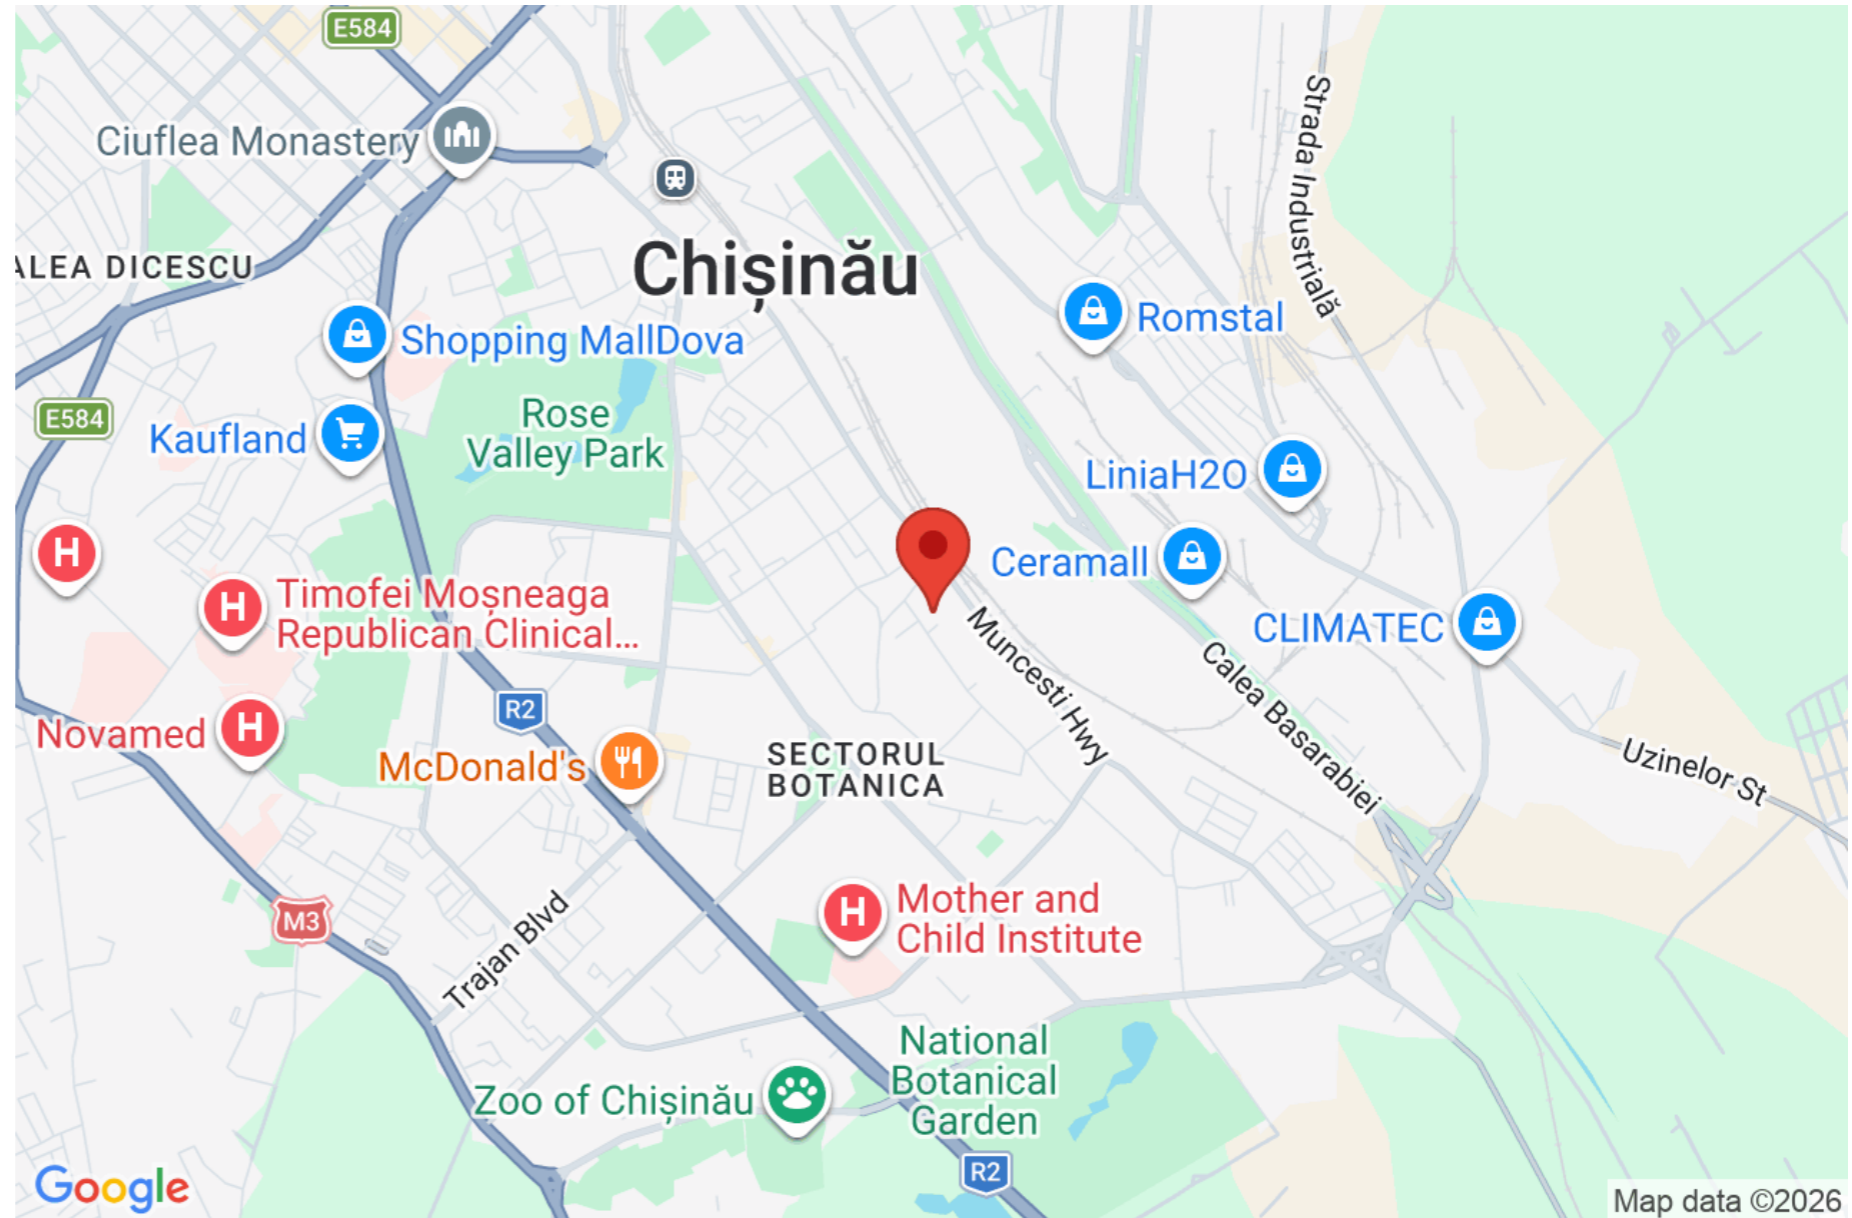 E584
Ciuflea Monastery
Strada Industrială
ALEA DICESCU
Chișinău
Shopping MallDova
Romstal
E584
Kaufland
Rose
Valley Park
LiniaH2O
Ceramall
H
H
Timofei Moșneaga
Republican Clinical...
CLIMATEC
Muncesti Hwy
Calea Basarabiei
R2
Novamed
H
McDonald's
SECTORUL
BOTANICA
Uzinelor St
M3
Trajan Blvd
H
Mother and
Child Institute
National
Botanical
Garden
Zoo of Chișinău
R2
Google
Map data ©2026